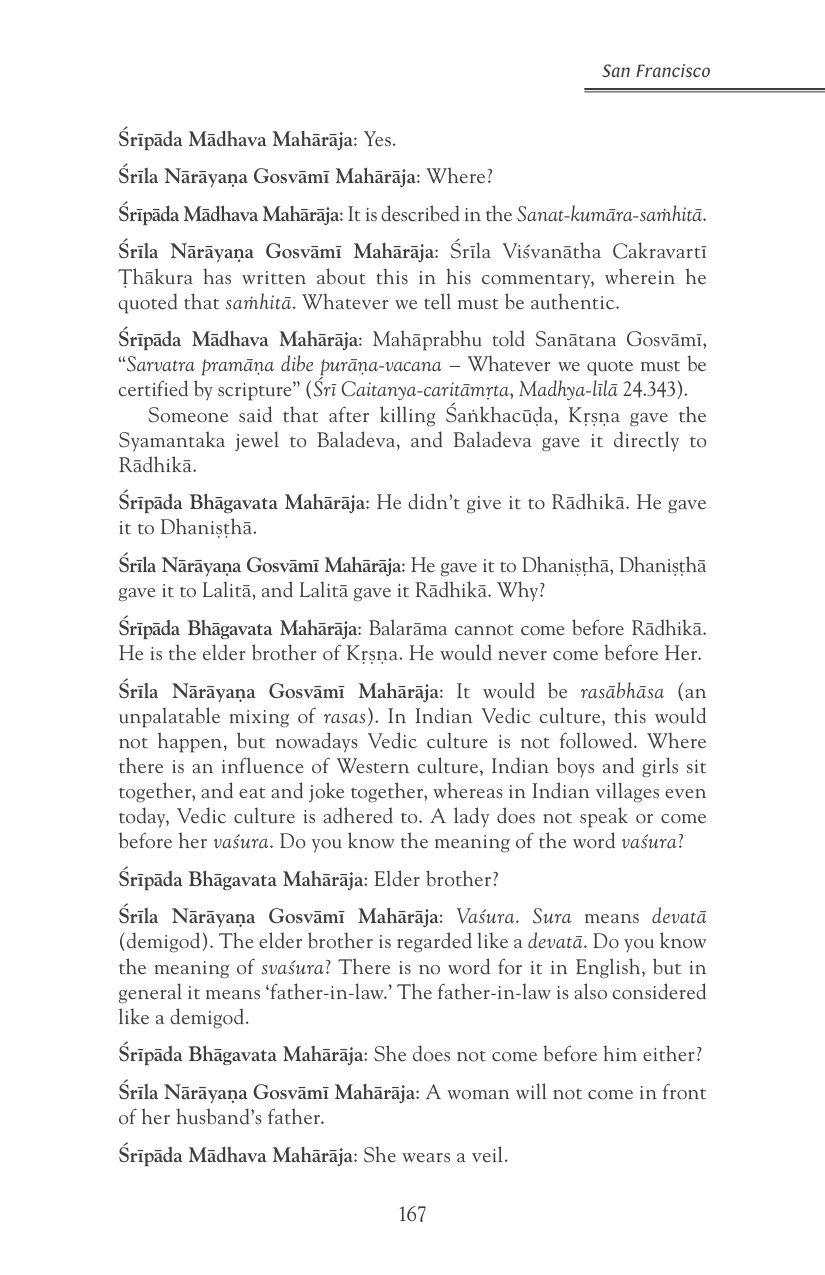 San Francisco
Śrīpāda Mādhava Mahārāja: Yes.
Śrīla Nārāyaṇa Gosvāmī Mahārāja: Where?
Śrīpāda Mādhava Mahārāja: It is described in the Sanat-kumāra-saṁhitā.
Śrīla Nārāyaṇa Gosvāmī Mahārāja: Śrīla Viśvanātha Cakravartī
Ṭhākura has written about this in his commentary, wherein he
quoted that saṁhitā. Whatever we tell must be authentic.
Śrīpāda Mādhava Mahārāja: Mahāprabhu told Sanātana Gosvāmī,
“Sarvatra pramāṇa dibe purāṇa-vacana – Whatever we quote must be
certified by scripture” (Śrī Caitanya-caritāmṛta, Madhya-līlā 24.343).
Someone said that after killing Śaṅkhacūḍa, Kṛṣṇa gave the
Syamantaka jewel to Baladeva, and Baladeva gave it directly to
Rādhikā.
Śrīpāda Bhāgavata Mahārāja: He didn’t give it to Rādhikā. He gave
it to Dhaniṣṭhā.
Śrīla Nārāyaṇa Gosvāmī Mahārāja: He gave it to Dhaniṣṭhā, Dhaniṣṭhā
gave it to Lalitā, and Lalitā gave it Rādhikā. Why?
Śrīpāda Bhāgavata Mahārāja: Balarāma cannot come before Rādhikā.
He is the elder brother of Kṛṣṇa. He would never come before Her.
Śrīla Nārāyaṇa Gosvāmī Mahārāja: It would be rasābhāsa (an
unpalatable mixing of rasas). In Indian Vedic culture, this would
not happen, but nowadays Vedic culture is not followed. Where
there is an influence of Western culture, Indian boys and girls sit
together, and eat and joke together, whereas in Indian villages even
today, Vedic culture is adhered to. A lady does not speak or come
before her vaśura. Do you know the meaning of the word vaśura?
Śrīpāda Bhāgavata Mahārāja: Elder brother?
Śrīla Nārāyaṇa Gosvāmī Mahārāja: Vaśura. Sura means devatā
(demigod). The elder brother is regarded like a devatā. Do you know
the meaning of svaśura? There is no word for it in English, but in
general it means ‘father-in-law.’ The father-in-law is also considered
like a demigod.
Śrīpāda Bhāgavata Mahārāja: She does not come before him either?
Śrīla Nārāyaṇa Gosvāmī Mahārāja: A woman will not come in front
of her husband’s father.
Śrīpāda Mādhava Mahārāja: She wears a veil.
167